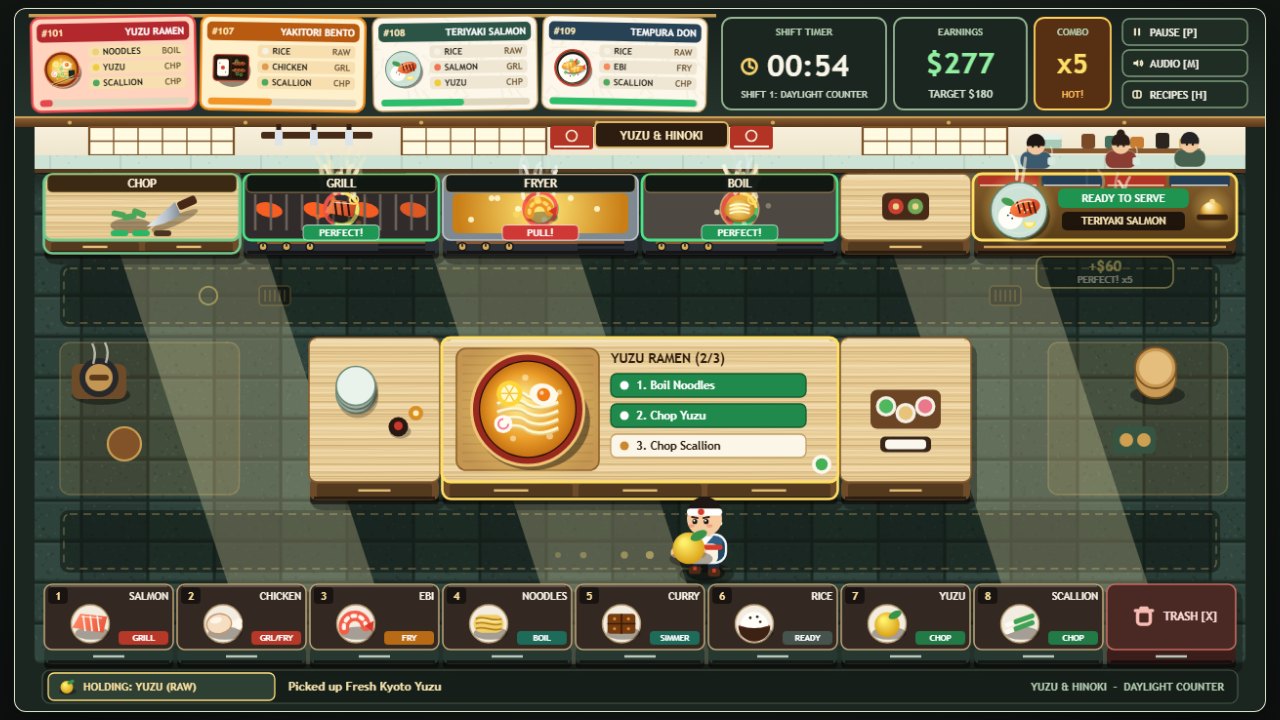 #101 YUZU RAMEN
NOODLES BOIL
YUZU CHP
SCALLION CHP
#107 YAKITORI BENTO
RICE RAW
CHICKEN GRL
SCALLION CHP
#108 TERIYAKI SALMON
RICE RAW
SALMON GRL
YUZU CHP
#109 TEMPURA DON
RICE RAW
EBI FRY
SCALLION CHP
SHIFT TIMER
00:54
SHIFT 1: DAYLIGHT COUNTER
EARNINGS
$277
TARGET $180
COMBO
x5
HOT!
PAUSE [P]
AUDIO [M]
RECIPES [H]
YUZU & HINOKI
CHOP
GRILL
PERFECT!
FRYER
PULL!
BOIL
PERFECT!
READY TO SERVE
TERIYAKI SALMON
+$60
PERFECT! x5
YUZU RAMEN (2/3)
1. Boil Noodles
2. Chop Yuzu
3. Chop Scallion
1 SALMON
GRILL
2 CHICKEN
GRL/FRY
3 EBI
FRY
4 NOODLES
BOIL
5 CURRY
SIMMER
6 RICE
READY
7 YUZU
CHOP
8 SCALLION
CHOP
TRASH [X]
HOLDING: YUZU (RAW)
Picked up Fresh Kyoto Yuzu
YUZU & HINOKI - DAYLIGHT COUNTER